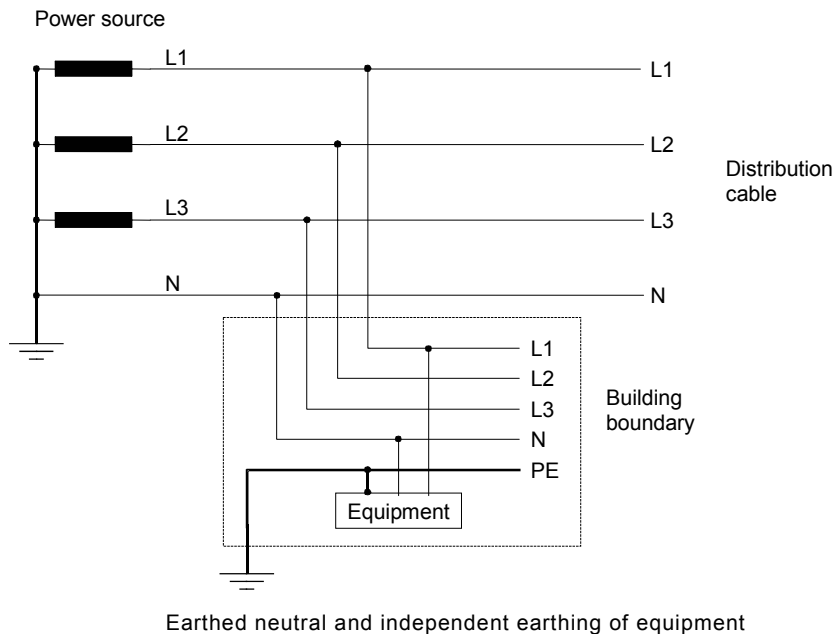 Power source
L1
L1
L2
L2
Distribution
cable
L3
L3
N
N
L1
L2
Building
boundary
L3
N
PE
Equipment
Earthed neutral and independent earthing of equipment